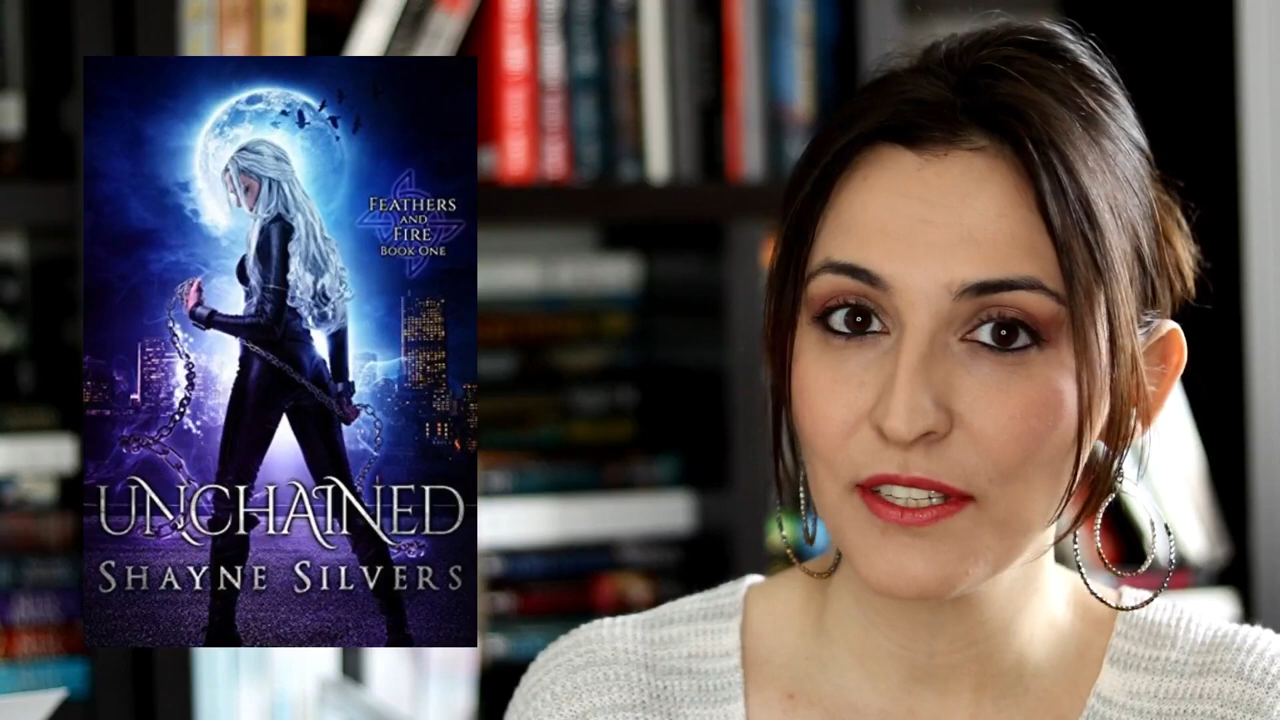 FEATHERS
AND
FIRE
BOOK ONE
UNCHAINED
SHAYNE SILVERS